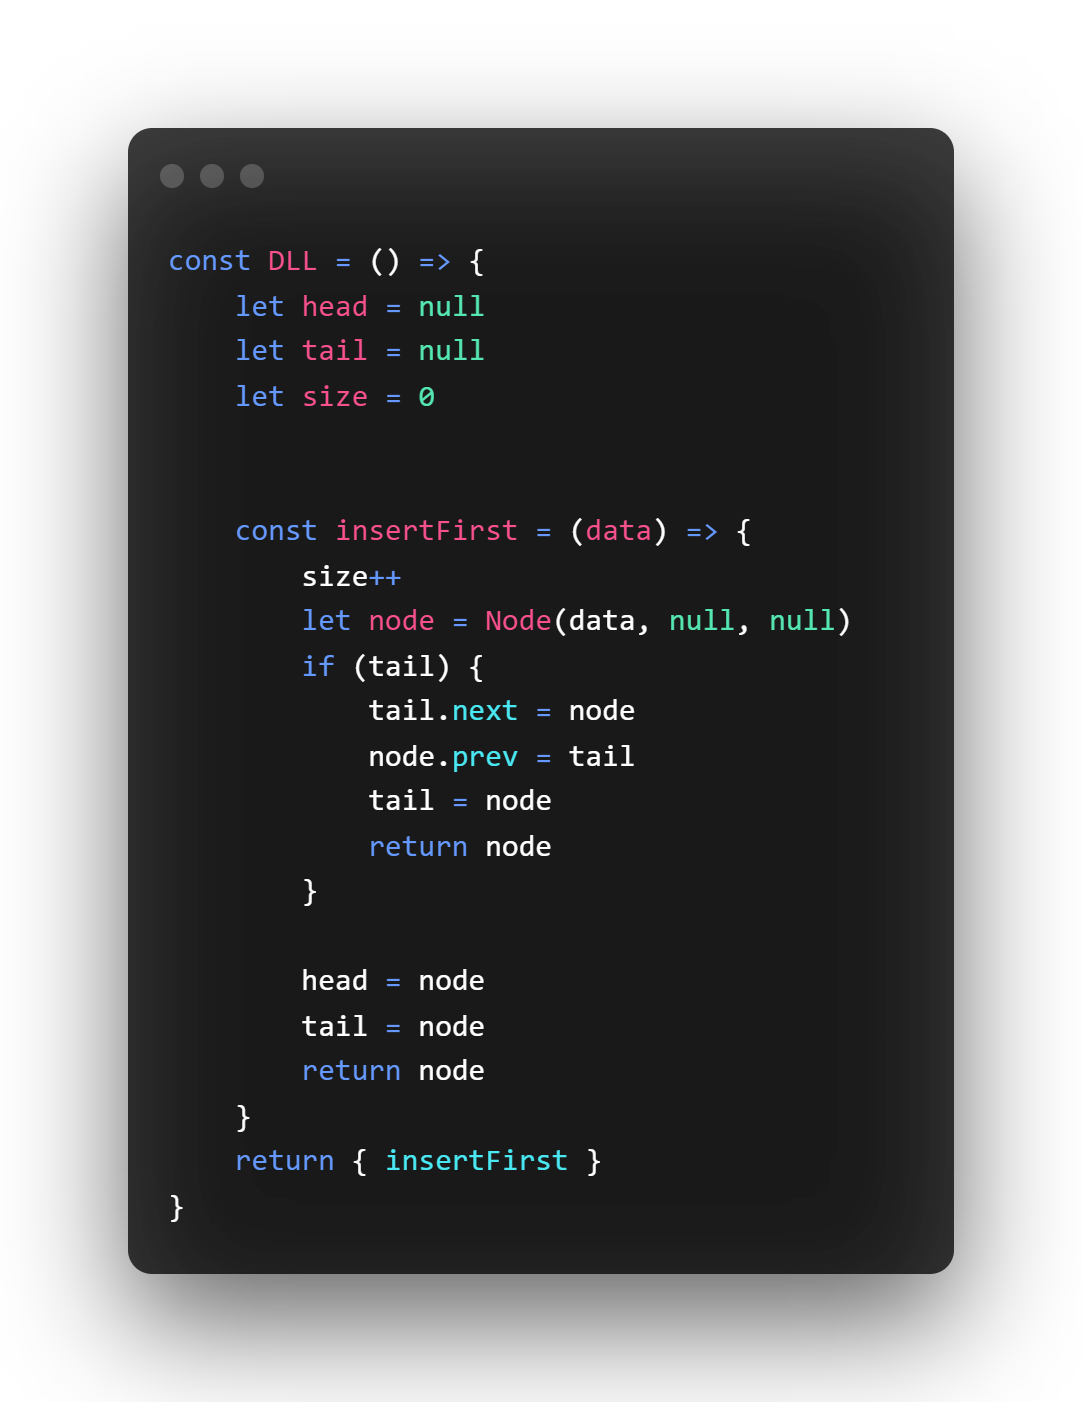 const DLL = () => {
    let head = null
    let tail = null
    let size = 0

    const insertFirst = (data) => {
        size++
        let node = Node(data, null, null)
        if (tail) {
            tail.next = node
            node.prev = tail
            tail = node
            return node
        }

        head = node
        tail = node
        return node
    }
    return { insertFirst }
}